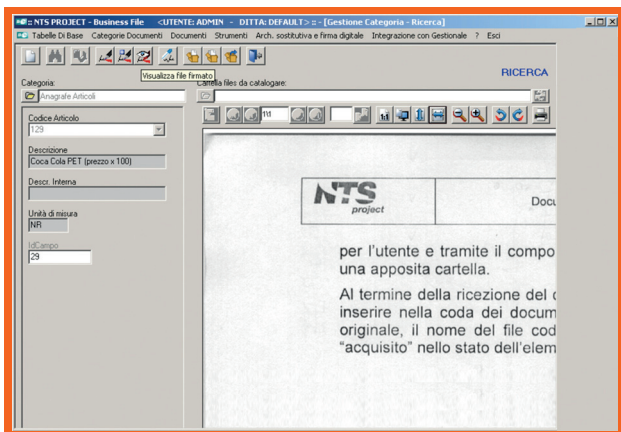 :: NTS PROJECT - Business File <UTENTE: ADMIN - DITTA: DEFAULT> :: - [Gestione Categoria - Ricerca]
Tabelle Di Base Categorie Documenti Documenti Strumenti Arch. sostitutiva e firma digitale Integrazione con Gestionale ? Esci
Visualizza file firmato
RICERCA
Categoria:
Cartella files da catalogare:
Anagrafe Articoli
1\1
Codice Articolo
129
Descrizione
Coca Cola PET (prezzo x 100)
Descr. Interna
Unità di misura
NR
IdCampo
29
NTS
project
Docu
per l'utente e tramite il compo
una apposita cartella.
Al termine della ricezione del
inserire nella coda dei docum
originale, il nome del file cod
"acquisito" nello stato dell'elem